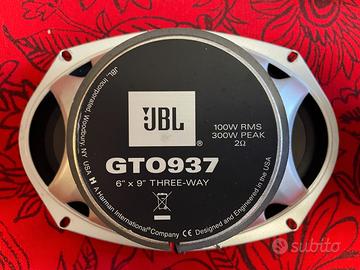 JBL
®
GTO937
6" x 9" THREE-WAY
100W RMS
300W PEAK
2Ω
JBL, Incorporated, Woodbury, NY, USA
A Harman International® Company
CE Designed and Engineered in the USA
subito